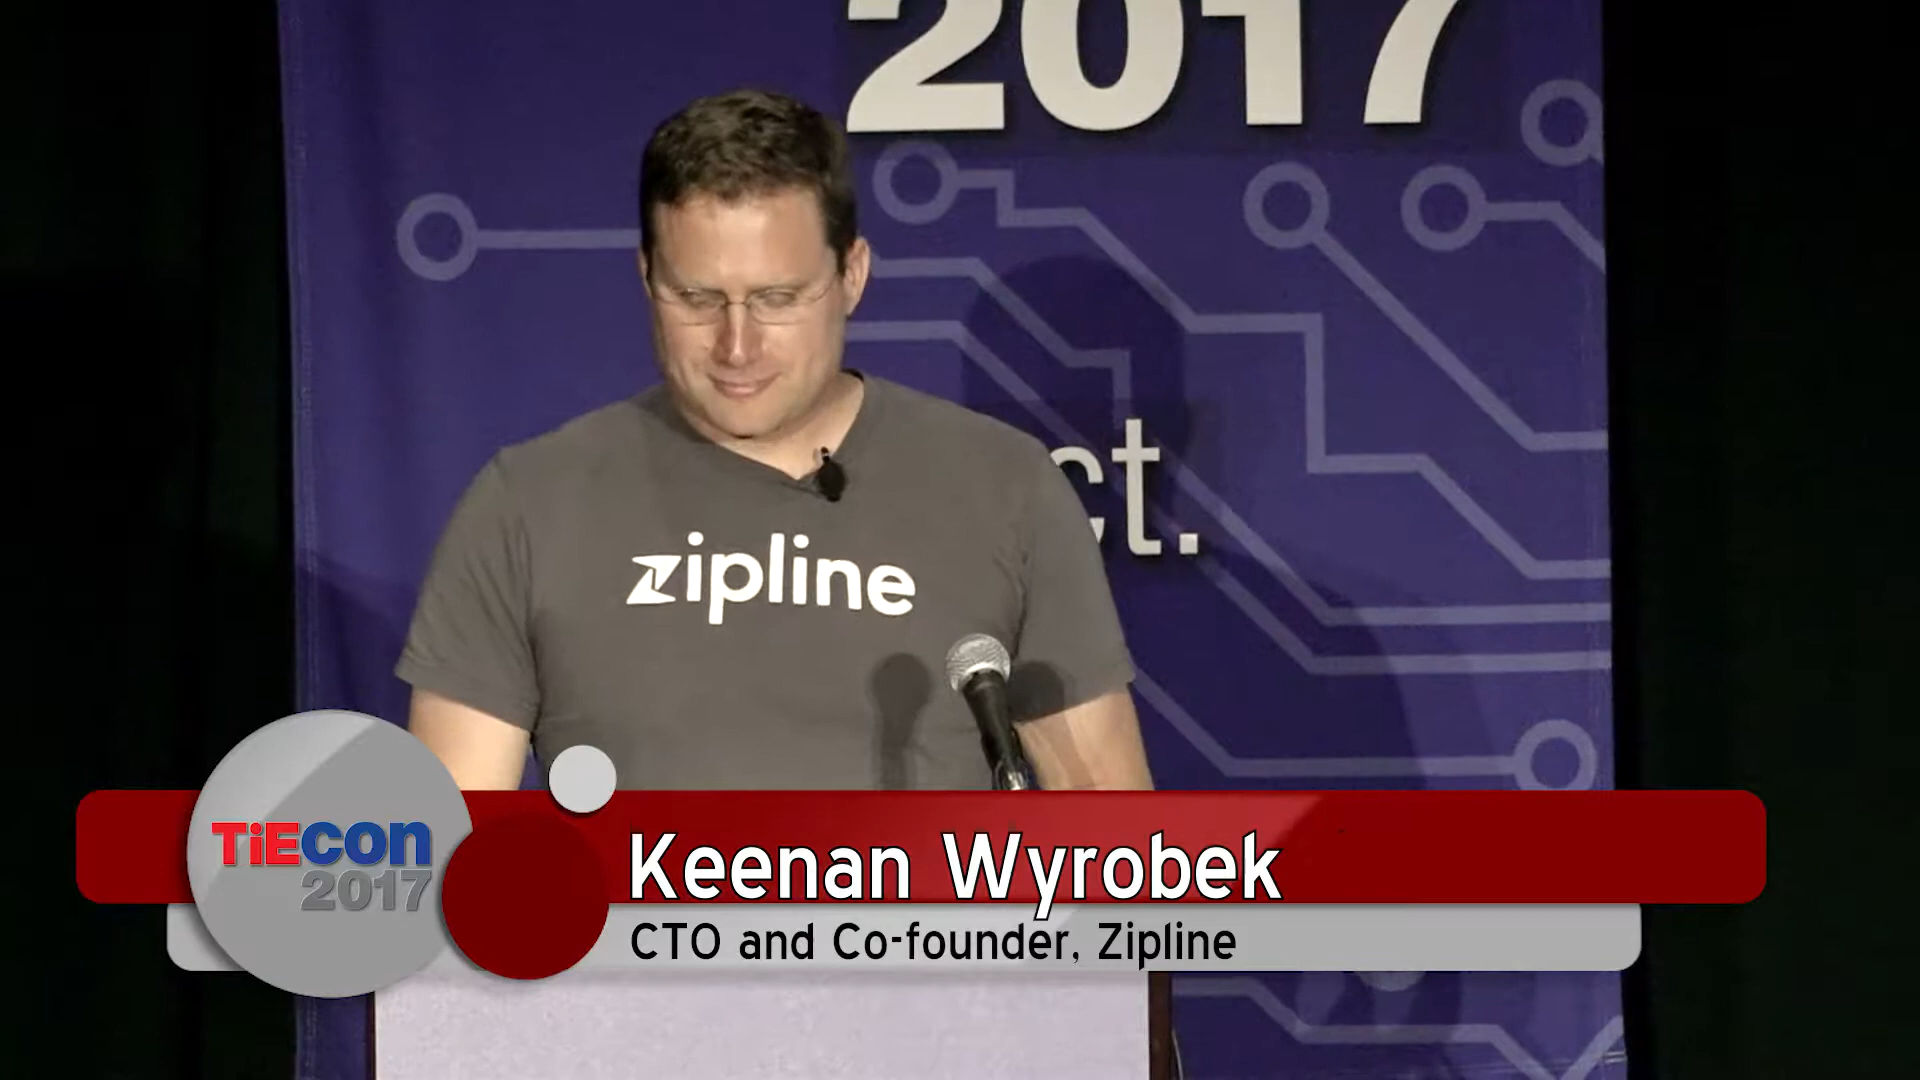 2017
ct.
zipline
TiEcon
2017
Keenan Wyrobek
CTO and Co-founder, Zipline